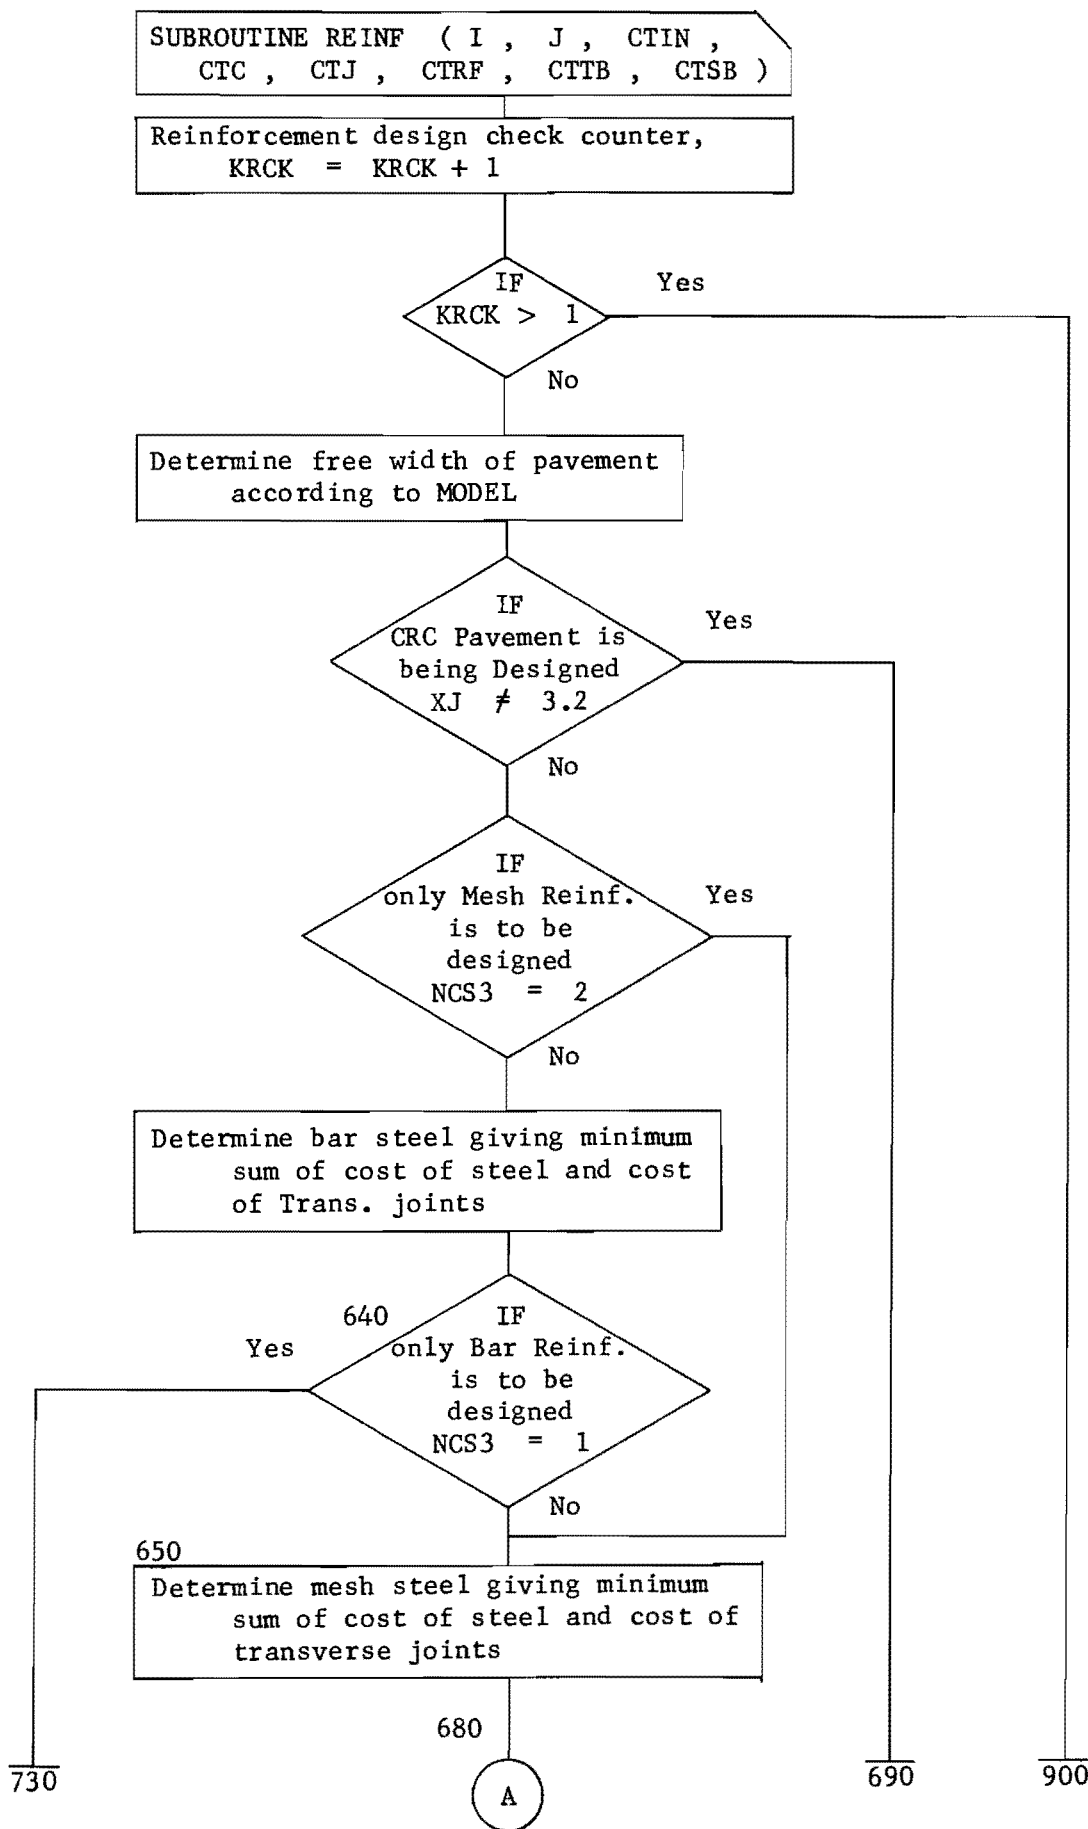 SUBROUTINE REINF ( I , J , CTIN ,
CTC , CTJ , CTRF , CTTB , CTSB )
Reinforcement design check counter,
KRCK = KRCK + 1
IF
KRCK > 1
Yes
No
Determine free width of pavement
according to MODEL
IF
CRC Pavement is
being Designed
XJ ≠ 3.2
Yes
No
IF
only Mesh Reinf.
is to be
designed
NCS3 = 2
Yes
No
Determine bar steel giving minimum
sum of cost of steel and cost
of Trans. joints
640
IF
only Bar Reinf.
is to be
designed
NCS3 = 1
Yes
No
650
Determine mesh steel giving minimum
sum of cost of steel and cost of
transverse joints
680
A
730
690
900